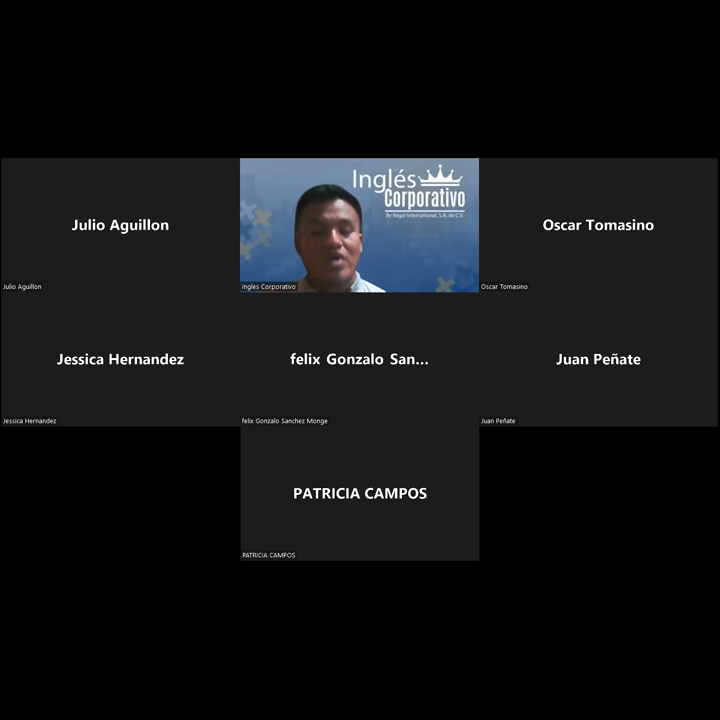 Julio Aguillon
Julio Aguillon
Inglés
Corporativo
By Regal International, S.A. de C.V.
Ingles Corporativo
Oscar Tomasino
Oscar Tomasino
Jessica Hernandez
Jessica Hernandez
felix Gonzalo San...
felix Gonzalo Sanchez Monge
Juan Peñate
Juan Peñate
PATRICIA CAMPOS
PATRICIA CAMPOS